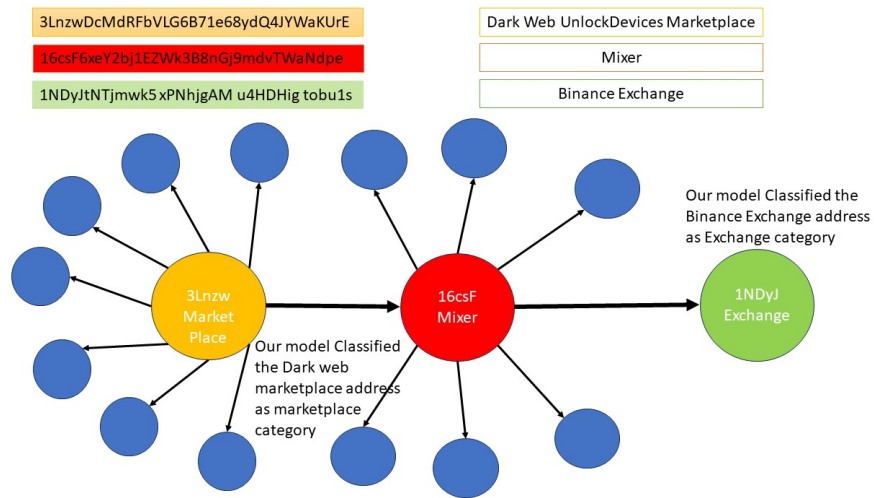 3LnzwDcMdRFbVLG6B71e68ydQ4JYWaKUrE
Dark Web UnlockDevices Marketplace
16csF6xeY2bj1EZWk3B8nGj9mdvTWaNdpe
Mixer
1NDyJtNTjmwk5xPNhjgAM u4HDHig tobu1s
Binance Exchange
Our model Classified the
Binance Exchange address
as Exchange category
3Lnzw
Market
Place
16csF
Mixer
1NDyJ
Exchange
Our model Classified
the Dark web
marketplace address
as marketplace
category